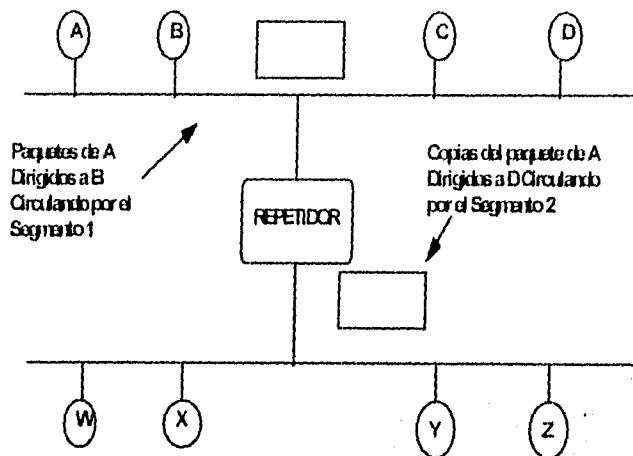 A
B
C
D
Paquetes de A
Dirigidos a B
Circulando por el
Segmento 1
Copias del paquete de A
Dirigidos a D Circulando
por el Segmento 2
REPETIDOR
W
X
Y
Z